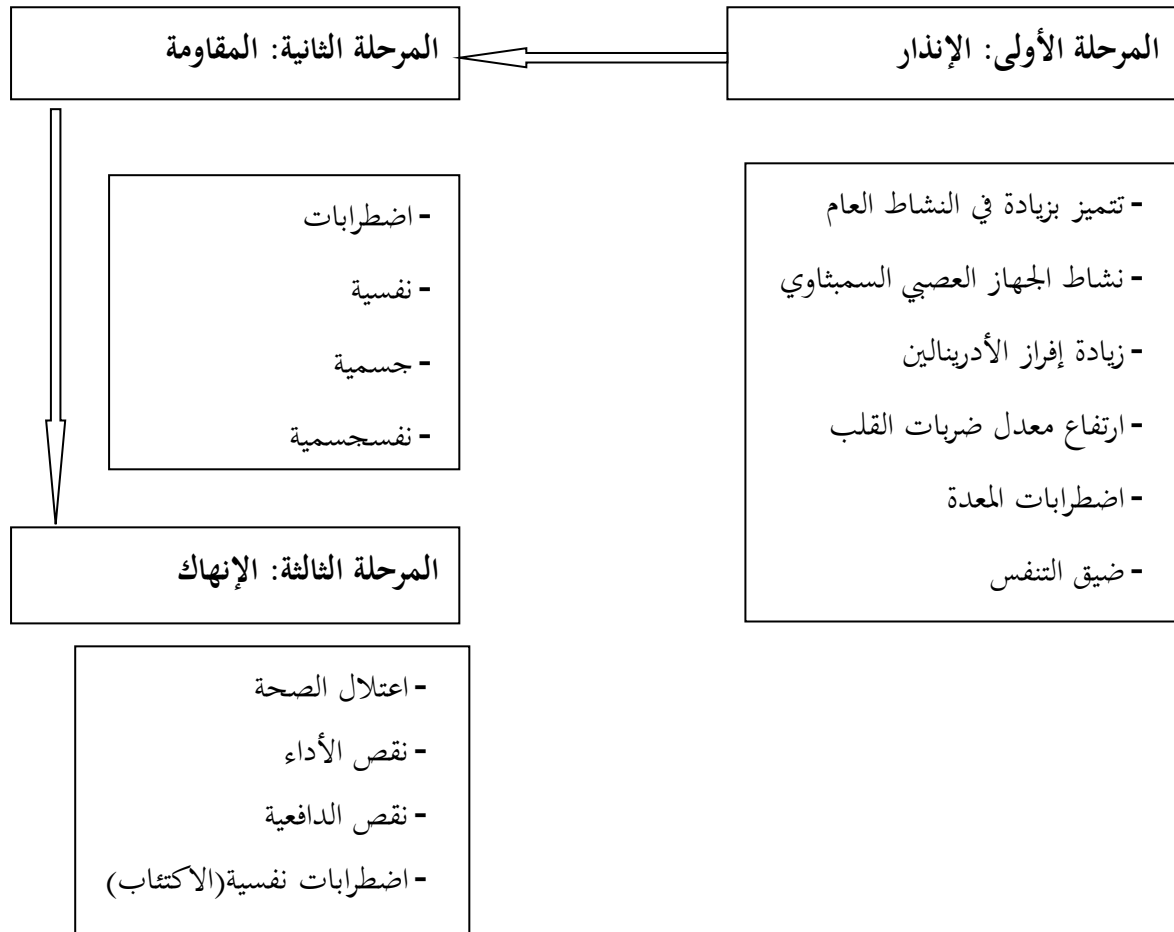 المرحلة الأولى: الإنذار
- تتميز بزيادة في النشاط العام
- نشاط الجهاز العصبي السمبثاوي
- زيادة إفراز الأدرينالين
- ارتفاع معدل ضربات القلب
- اضطرابات المعدة
- ضيق التنفس
المرحلة الثانية: المقاومة
- اضطرابات
- نفسية
- جسمية
- نفسجسمية
المرحلة الثالثة: الإنهاك
- اعتلال الصحة
- نقص الأداء
- نقص الدافعية
- اضطرابات نفسية(الاكتئاب)